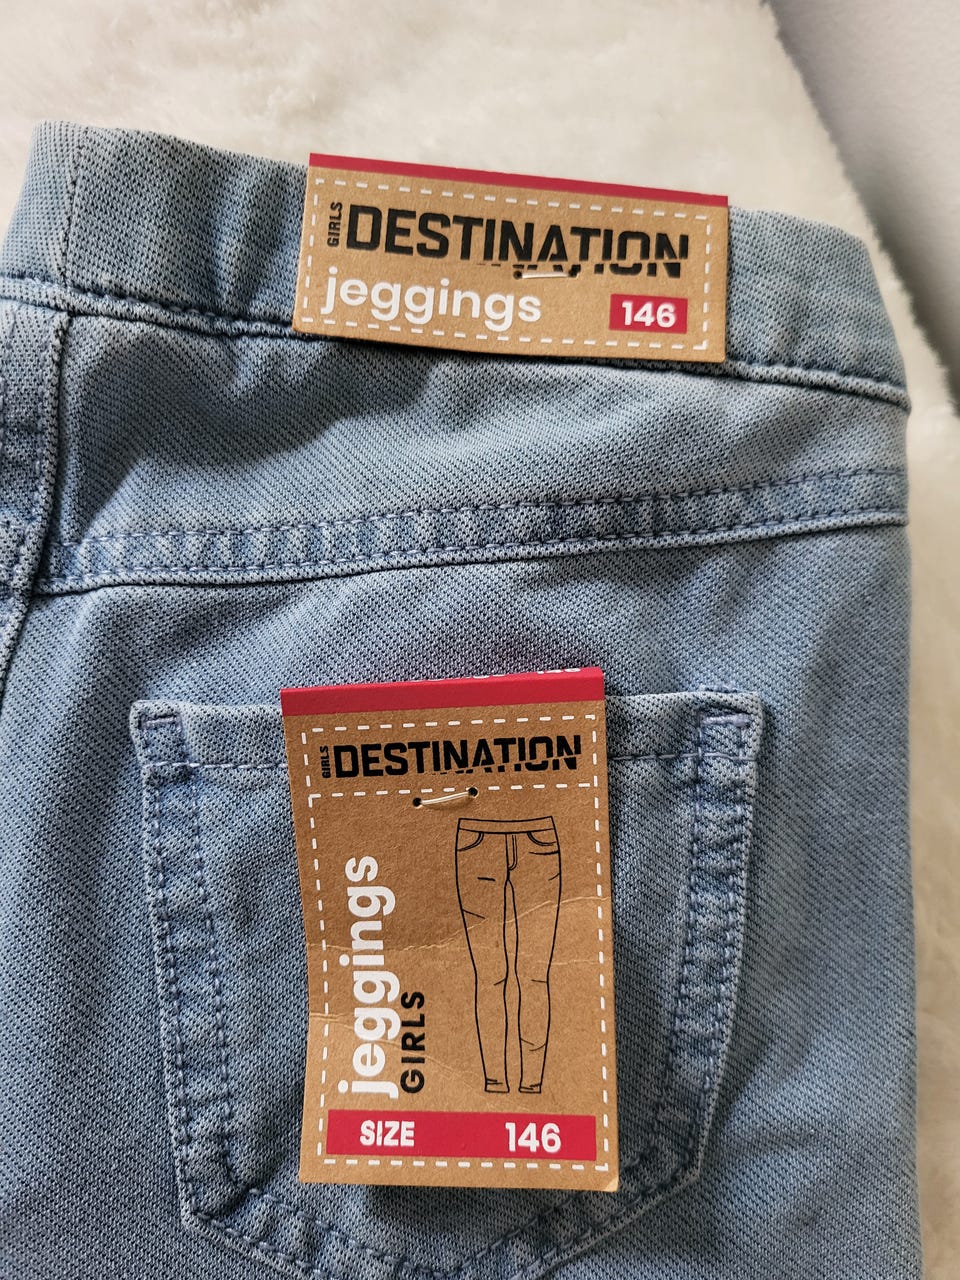 GIRLS
DESTINATION
jeggings
146
GIRLS
DESTINATION
jeggings
GIRLS
SIZE 146